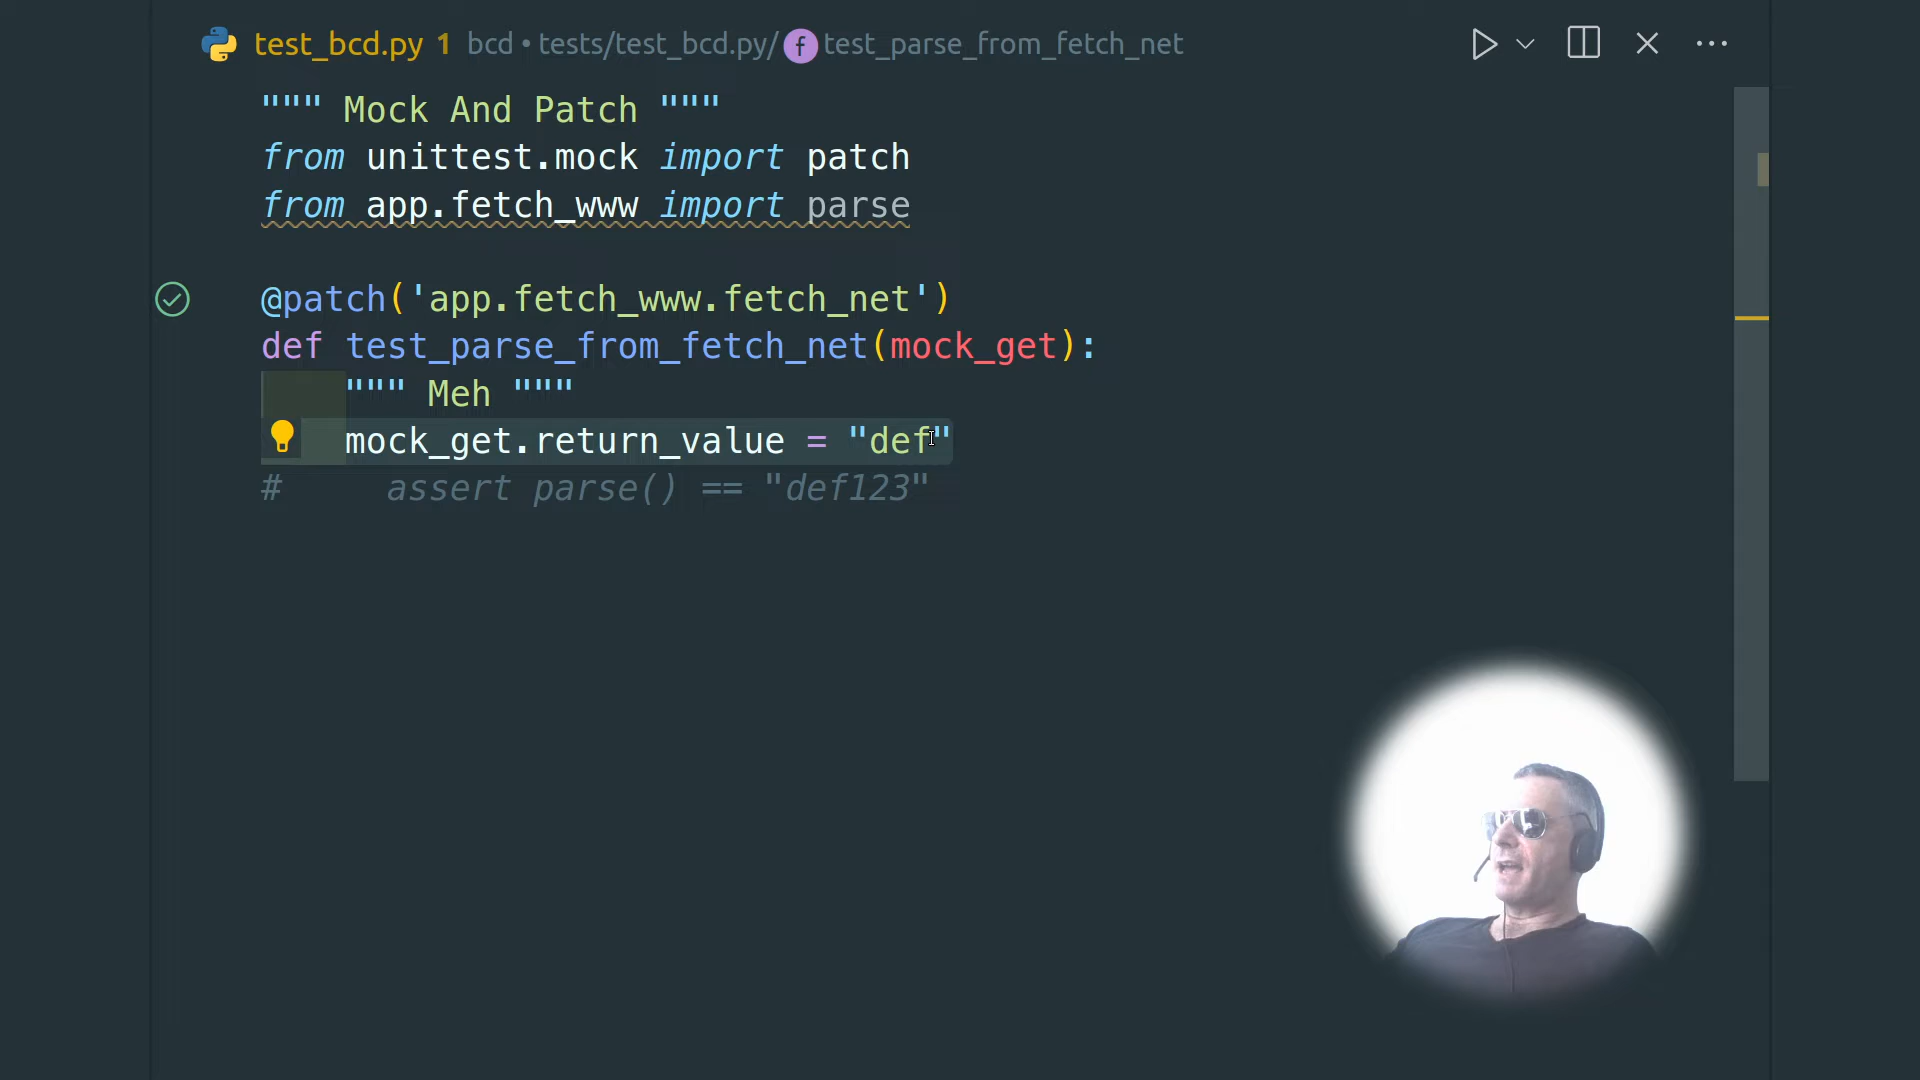 test_bcd.py 1 bcd • tests/test_bcd.py/ f test_parse_from_fetch_net
""" Mock And Patch """
from unittest.mock import patch
from app.fetch_www import parse
@patch('app.fetch_www.fetch_net')
def test_parse_from_fetch_net(mock_get):
""" Meh """
mock_get.return_value = "def"
# assert parse() == "def123"